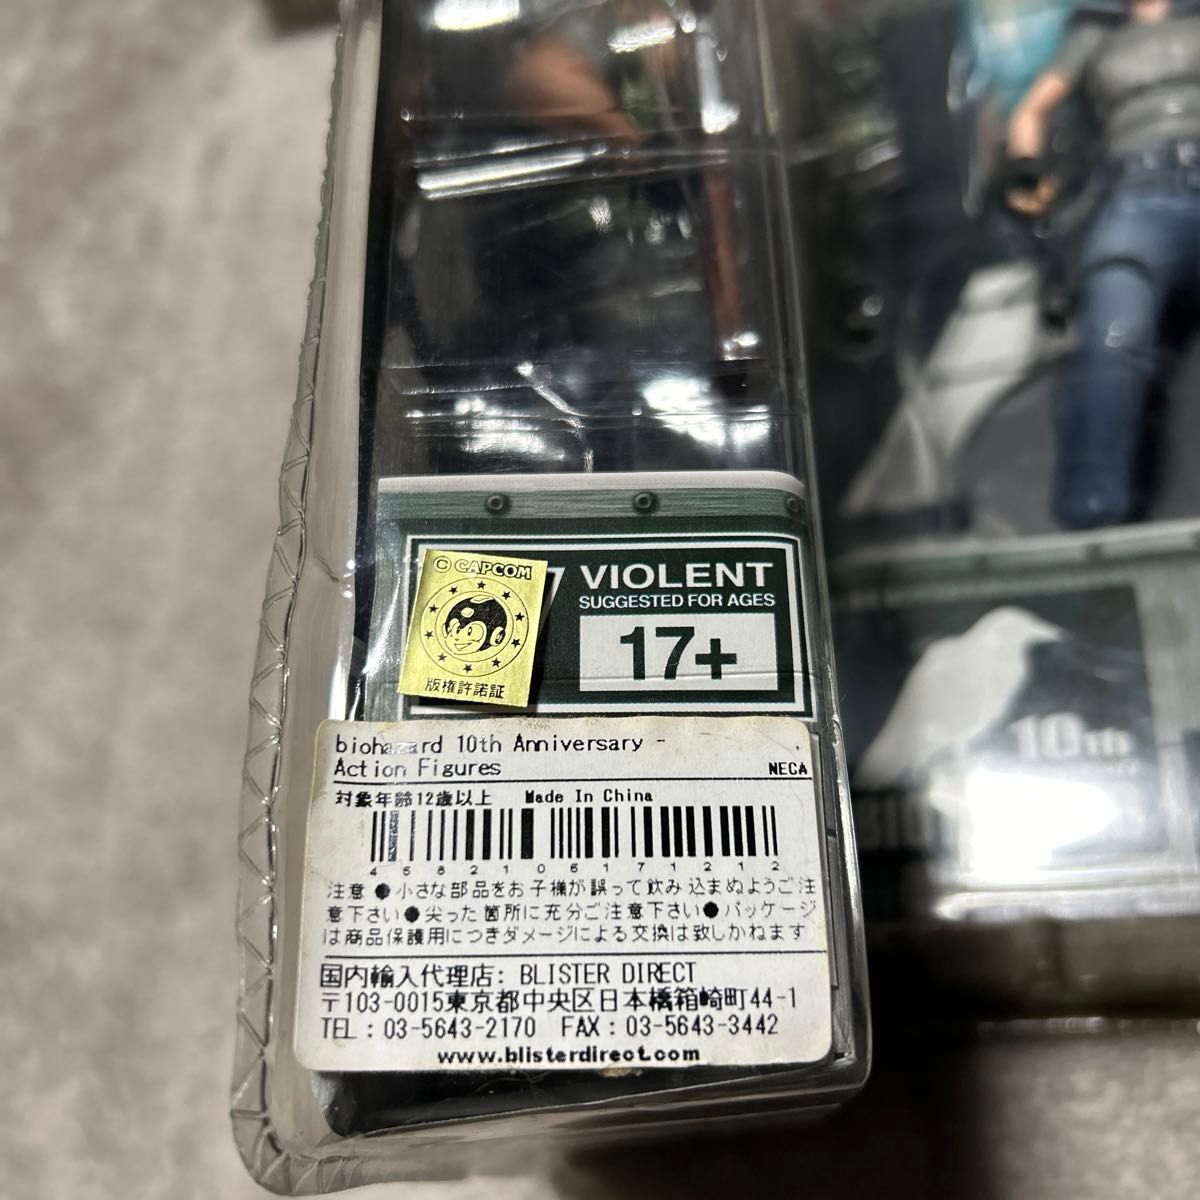 © CAPCOM
版権許諾証
VIOLENT
SUGGESTED FOR AGES
17+
biohazard 10th Anniversary -
Action Figures
NECA
対象年齢12歳以上 Made In China
4582106171212
注意 ●小さな部品をお子様が誤って飲み込まぬようご注
意下さい●尖った箇所に充分ご注意下さい●パッケージ
は商品保護用につきダメージによる交換は致しかねます
国内輸入代理店: BLISTER DIRECT
〒103-0015東京都中央区日本橋箱崎町44-1
TEL : 03-5643-2170 FAX : 03-5643-3442
www.blisterdirect.com
10th